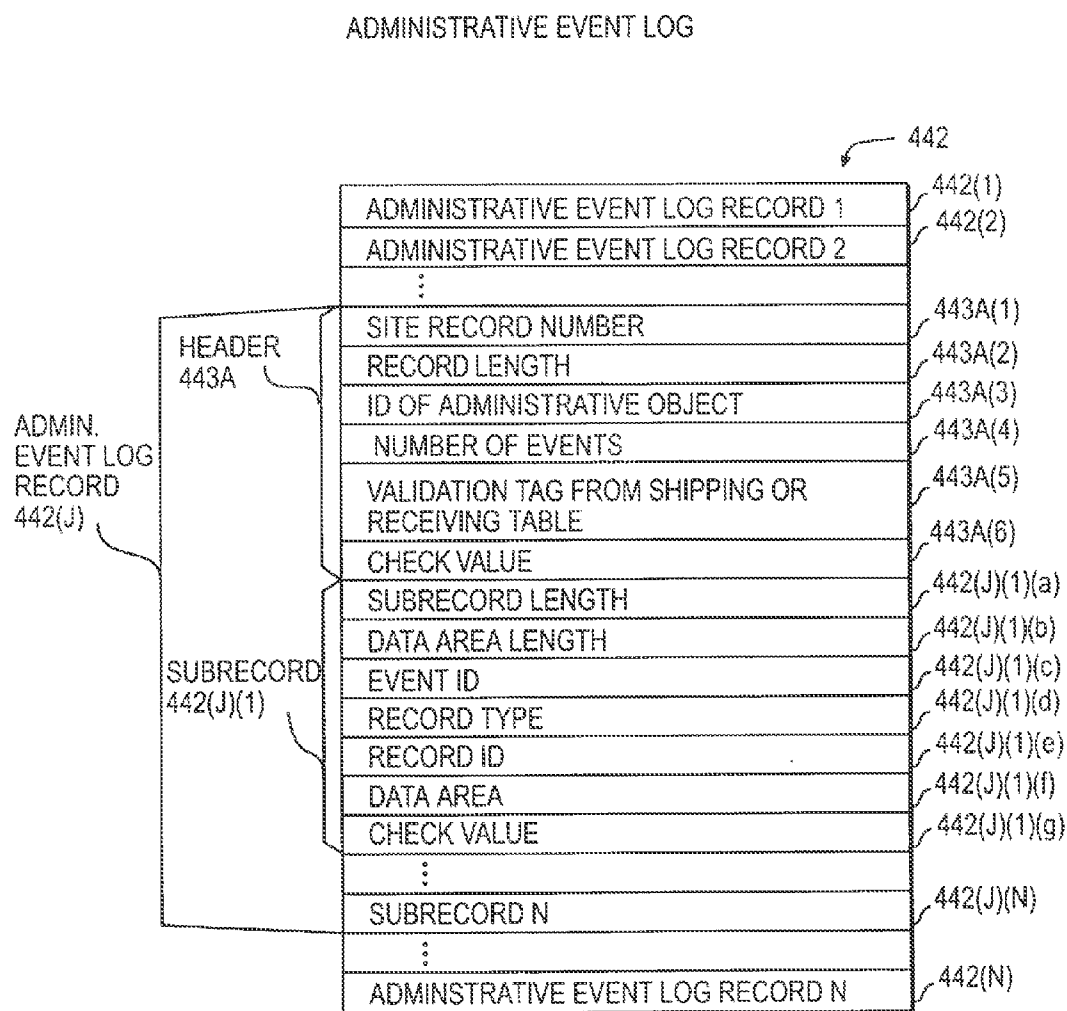 ADMINISTRATIVE EVENT LOG
442
ADMINISTRATIVE EVENT LOG RECORD 1
442(1)
ADMINISTRATIVE EVENT LOG RECORD 2
442(2)
ADMIN.
EVENT LOG
RECORD
442(J)
HEADER
443A
SITE RECORD NUMBER
443A(1)
RECORD LENGTH
443A(2)
ID OF ADMINISTRATIVE OBJECT
443A(3)
NUMBER OF EVENTS
443A(4)
VALIDATION TAG FROM SHIPPING OR
RECEIVING TABLE
443A(5)
CHECK VALUE
443A(6)
SUBRECORD
442(J)(1)
SUBRECORD LENGTH
442(J)(1)(a)
DATA AREA LENGTH
442(J)(1)(b)
EVENT ID
442(J)(1)(c)
RECORD TYPE
442(J)(1)(d)
RECORD ID
442(J)(1)(e)
DATA AREA
442(J)(1)(f)
CHECK VALUE
442(J)(1)(g)
SUBRECORD N
442(J)(N)
ADMINSTRATIVE EVENT LOG RECORD N
442(N)